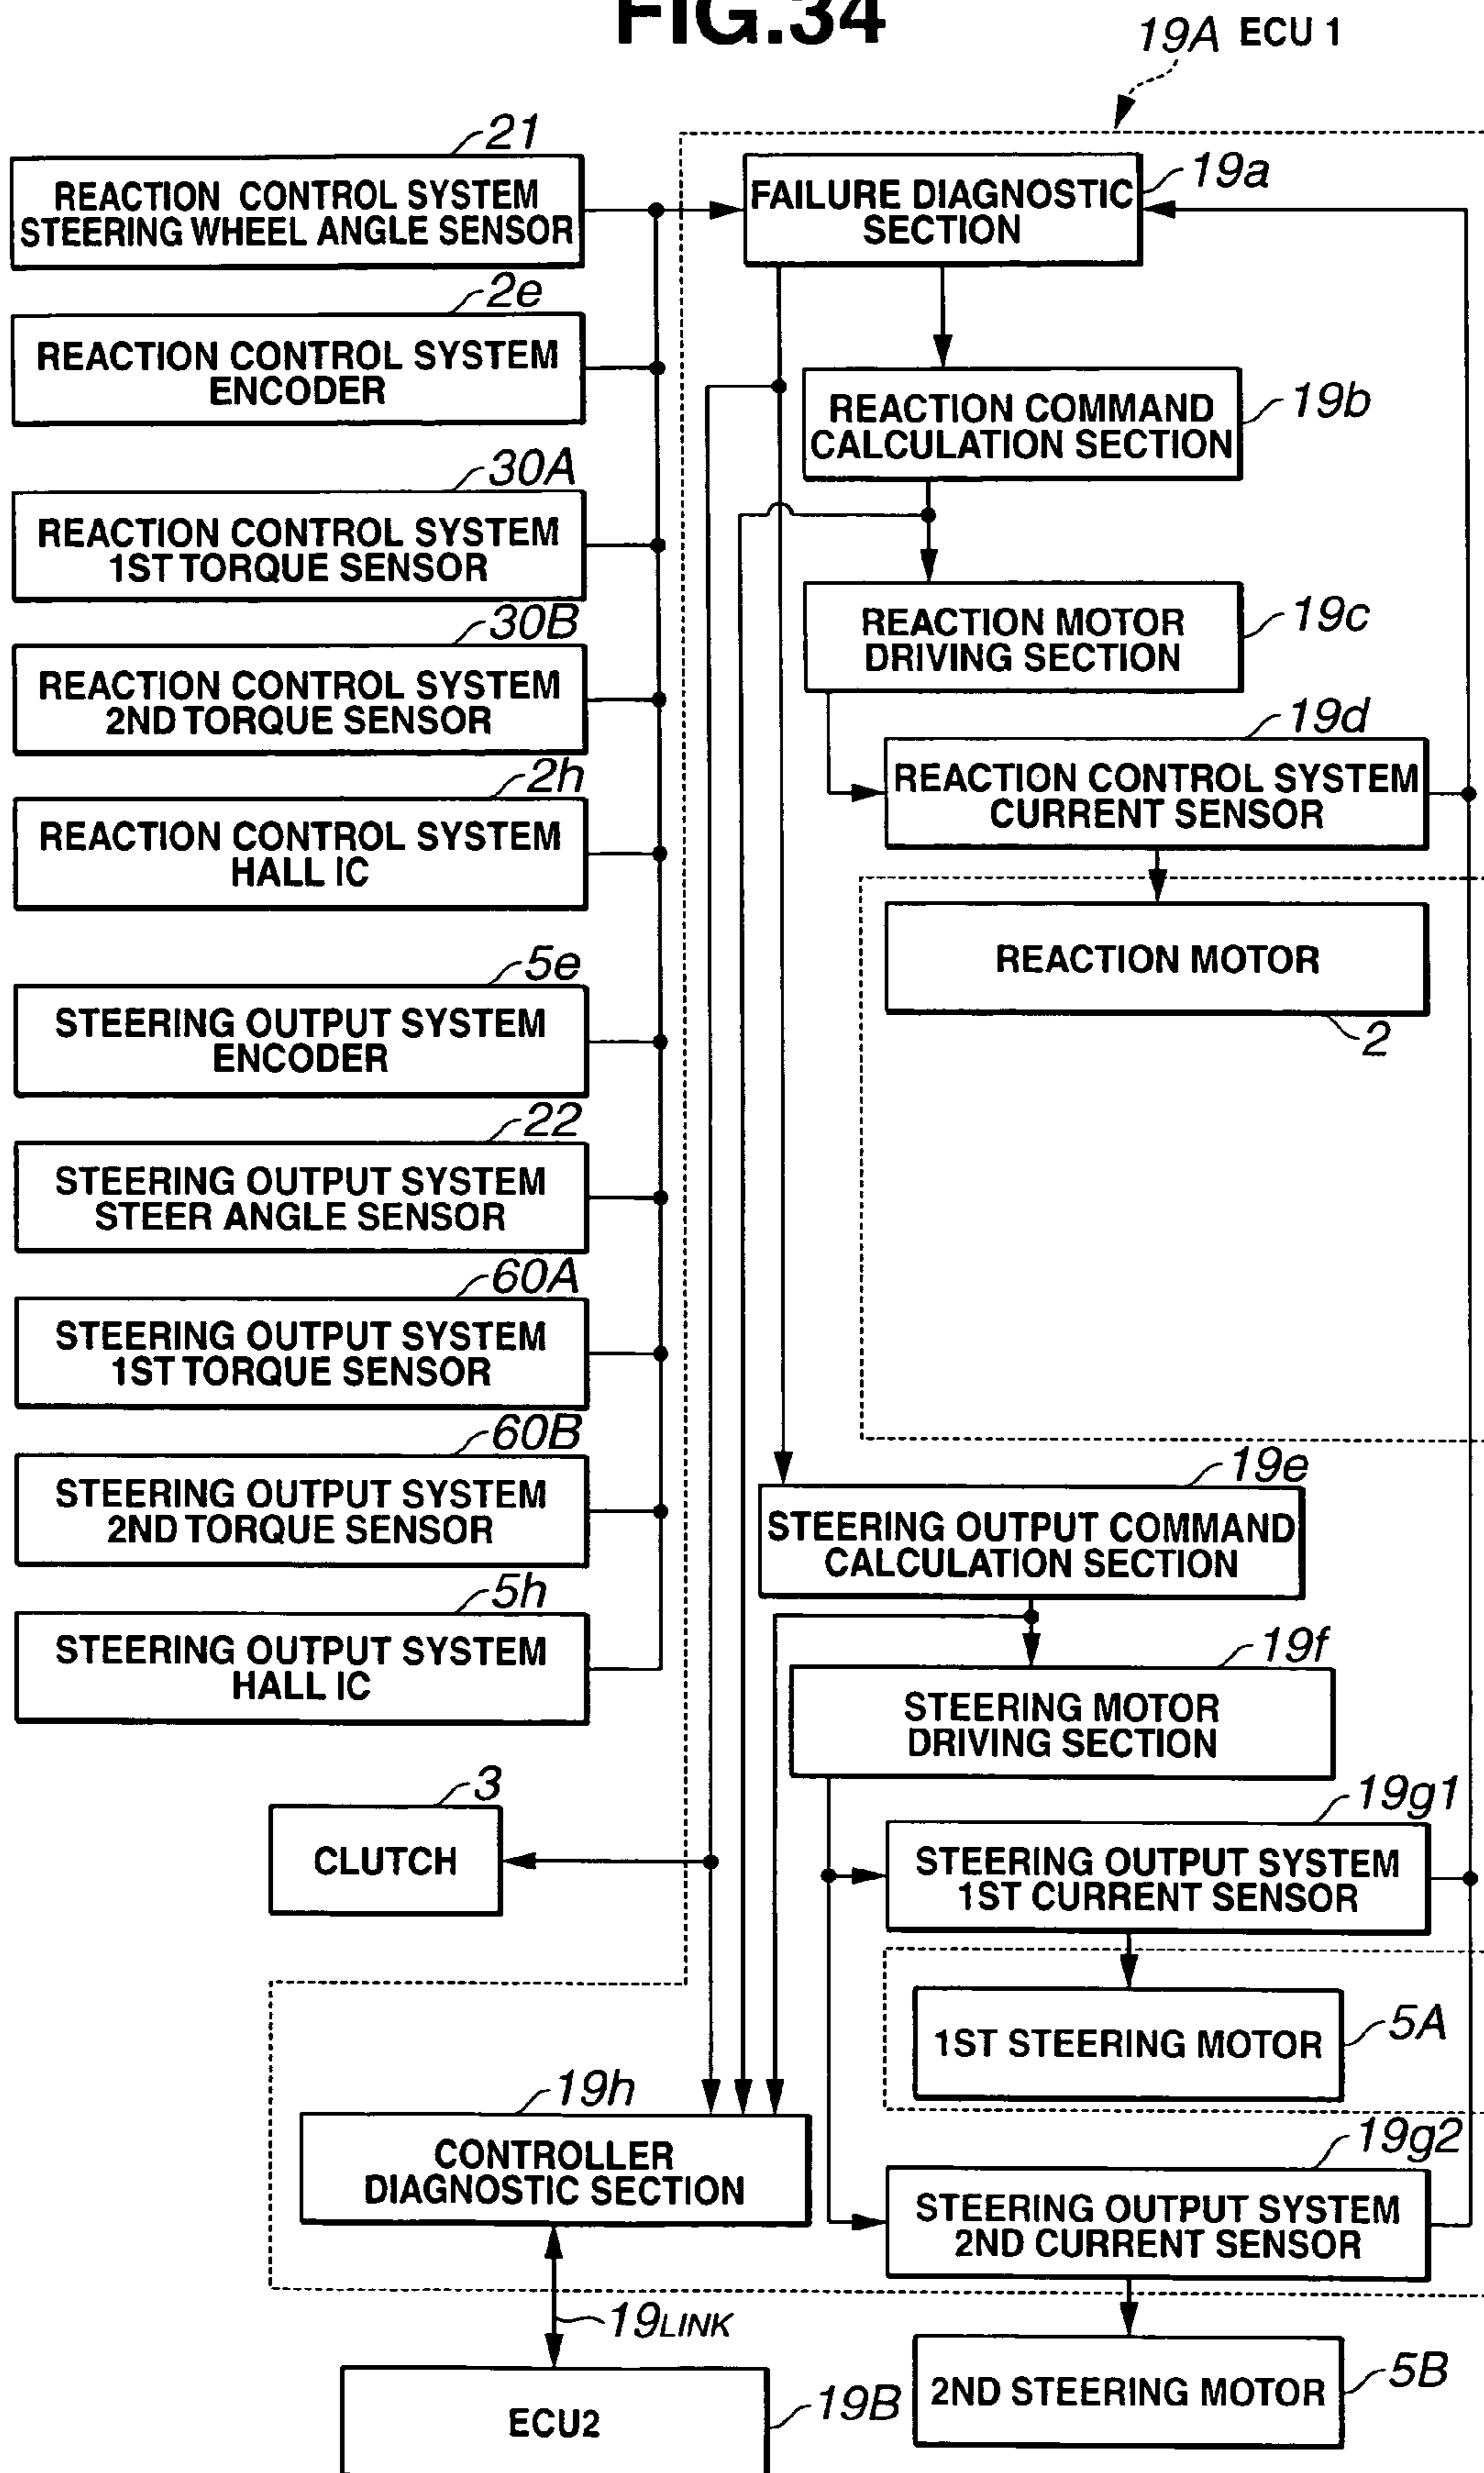 FIG.34
19A ECU 1
21
REACTION CONTROL SYSTEM
STEERING WHEEL ANGLE SENSOR
2e
REACTION CONTROL SYSTEM
ENCODER
30A
REACTION CONTROL SYSTEM
1ST TORQUE SENSOR
30B
REACTION CONTROL SYSTEM
2ND TORQUE SENSOR
2h
REACTION CONTROL SYSTEM
HALL IC
5e
STEERING OUTPUT SYSTEM
ENCODER
22
STEERING OUTPUT SYSTEM
STEER ANGLE SENSOR
60A
STEERING OUTPUT SYSTEM
1ST TORQUE SENSOR
60B
STEERING OUTPUT SYSTEM
2ND TORQUE SENSOR
5h
STEERING OUTPUT SYSTEM
HALL IC
3
CLUTCH
19a
FAILURE DIAGNOSTIC
SECTION
19b
REACTION COMMAND
CALCULATION SECTION
19c
REACTION MOTOR
DRIVING SECTION
19d
REACTION CONTROL SYSTEM
CURRENT SENSOR
REACTION MOTOR
2
19e
STEERING OUTPUT COMMAND
CALCULATION SECTION
19f
STEERING MOTOR
DRIVING SECTION
19g1
STEERING OUTPUT SYSTEM
1ST CURRENT SENSOR
1ST STEERING MOTOR
5A
19h
CONTROLLER
DIAGNOSTIC SECTION
19g2
STEERING OUTPUT SYSTEM
2ND CURRENT SENSOR
19LINK
ECU2
19B
2ND STEERING MOTOR
5B